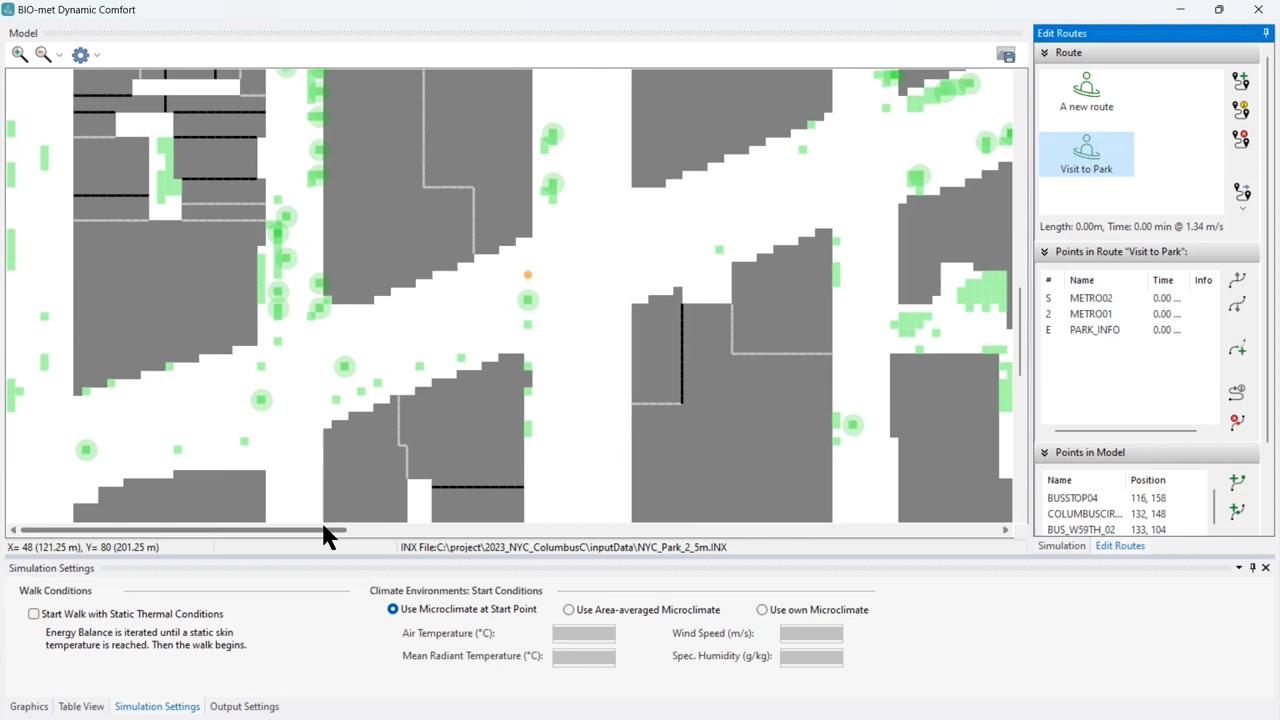 BIO-met Dynamic Comfort
Model
Edit Routes
Route
A new route
Visit to Park
Length: 0.00m, Time: 0.00 min @ 1.34 m/s
Points in Route "Visit to Park":
# Name Time Info
S METRO02 0.00 ...
2 METRO01 0.00 ...
E PARK_INFO 0.00 ...
Points in Model
Name Position
BUSSTOP04 116, 158
COLUMBUSCIR... 132, 148
BUS_W59TH_02 133, 104
X= 48 (121.25 m), Y= 80 (201.25 m)
INX File:C:\project\2023_NYC_ColumbusC\inputData\NYC_Park_2_5m.INX
Simulation Edit Routes
Simulation Settings
Walk Conditions
Start Walk with Static Thermal Conditions
Energy Balance is iterated until a static skin
temperature is reached. Then the walk begins.
Climate Environments: Start Conditions
Use Microclimate at Start Point Use Area-averaged Microclimate Use own Microclimate
Air Temperature (°C): Wind Speed (m/s):
Mean Radiant Temperature (°C): Spec. Humidity (g/kg):
Graphics Table View Simulation Settings Output Settings